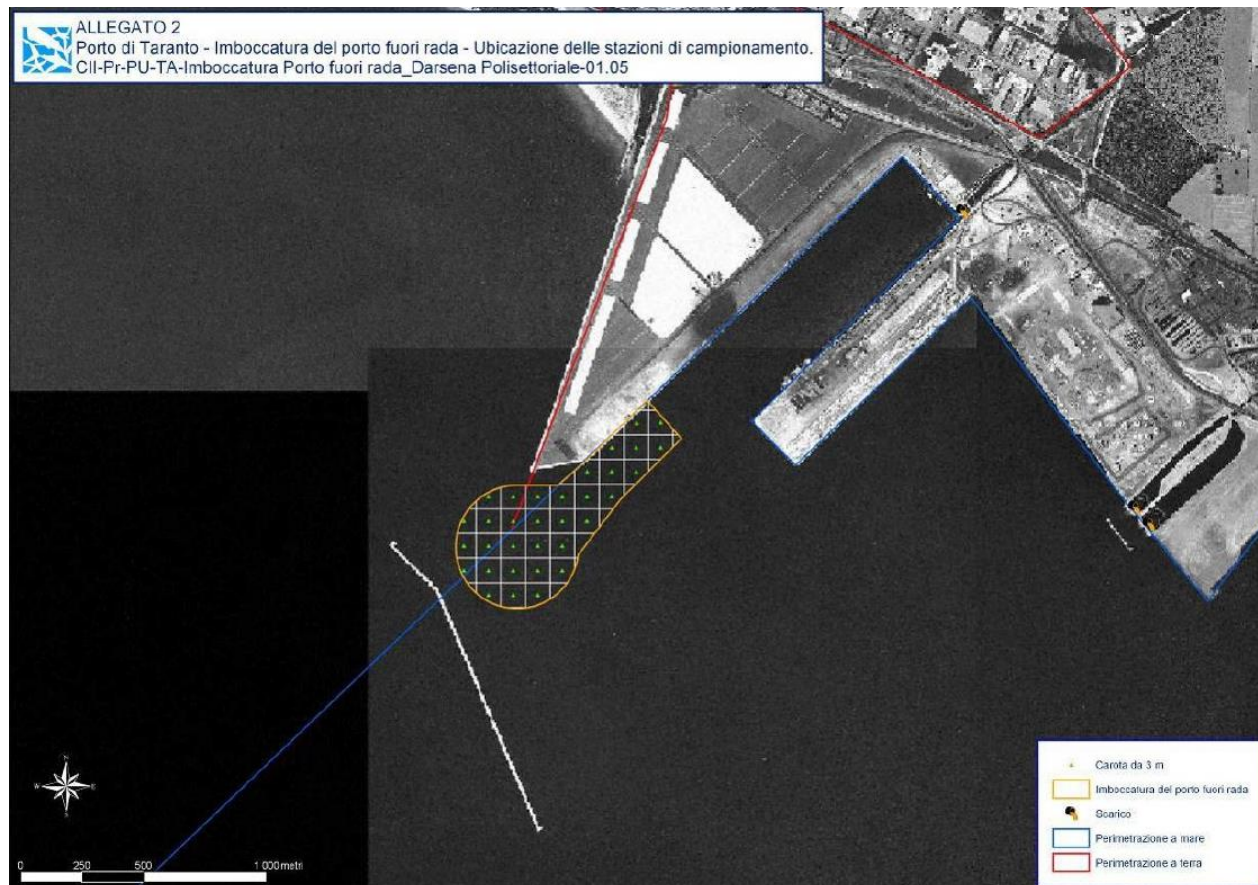 ALLEGATO 2
Porto di Taranto - Imboccatura del porto fuori rada - Ubicazione delle stazioni di campionamento.
CII-Pr-PU-TA-Imboccatura Porto fuori rada_Darsena Polisettoriale-01.05
N
W E
S
0 250 500 1 000 metri
Carota da 3 m
Imboccatura del porto fuori rada
Scarico
Perimetrazione a mare
Perimetrazione a terra